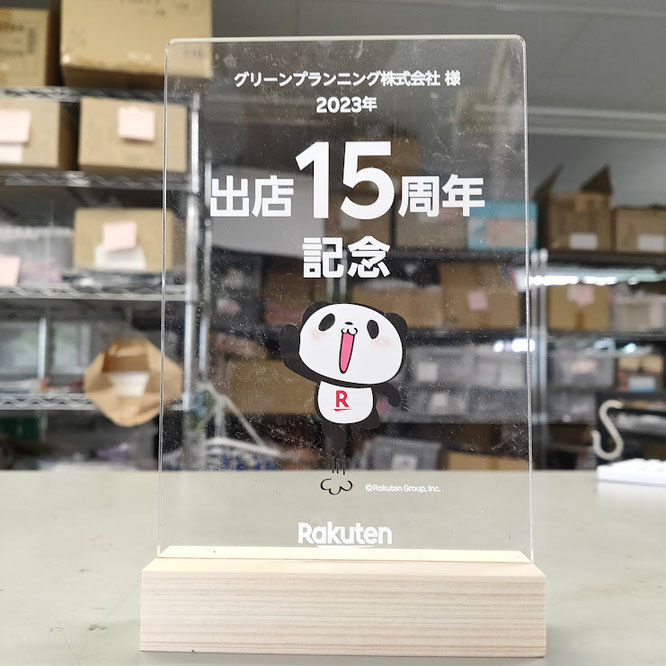 グリーンプランニング株式会社 様
2023年
出店15周年
記念
R
©Rakuten Group, Inc.
Rakuten